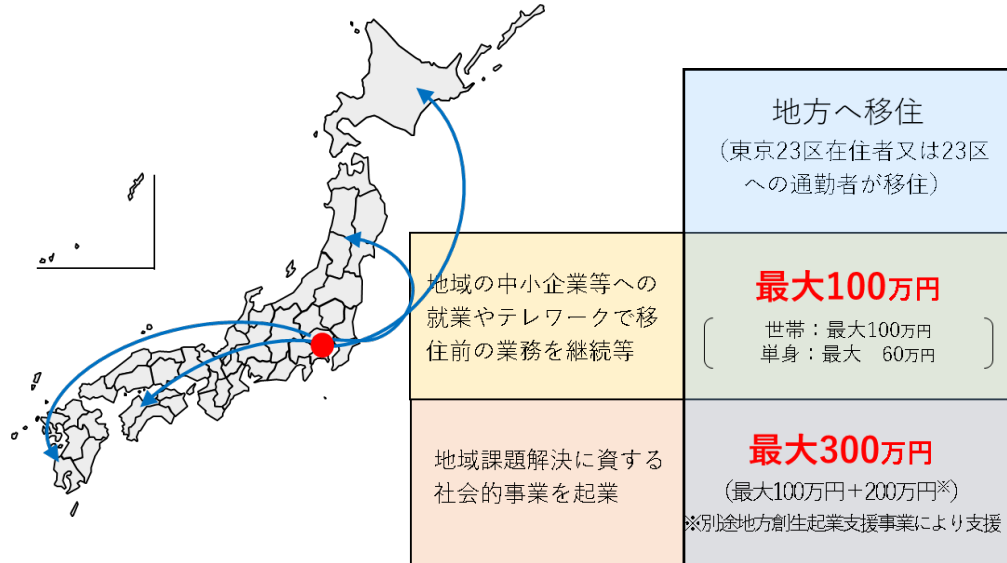 地方へ移住
（東京23区在住者又は23区
への通勤者が移住）
地域の中小企業等への
就業やテレワークで移
住前の業務を継続等
最大100万円
世帯：最大100万円
単身：最大　60万円
地域課題解決に資する
社会的事業を起業
最大300万円
（最大100万円＋200万円※）
※別途地方創生起業支援事業により支援